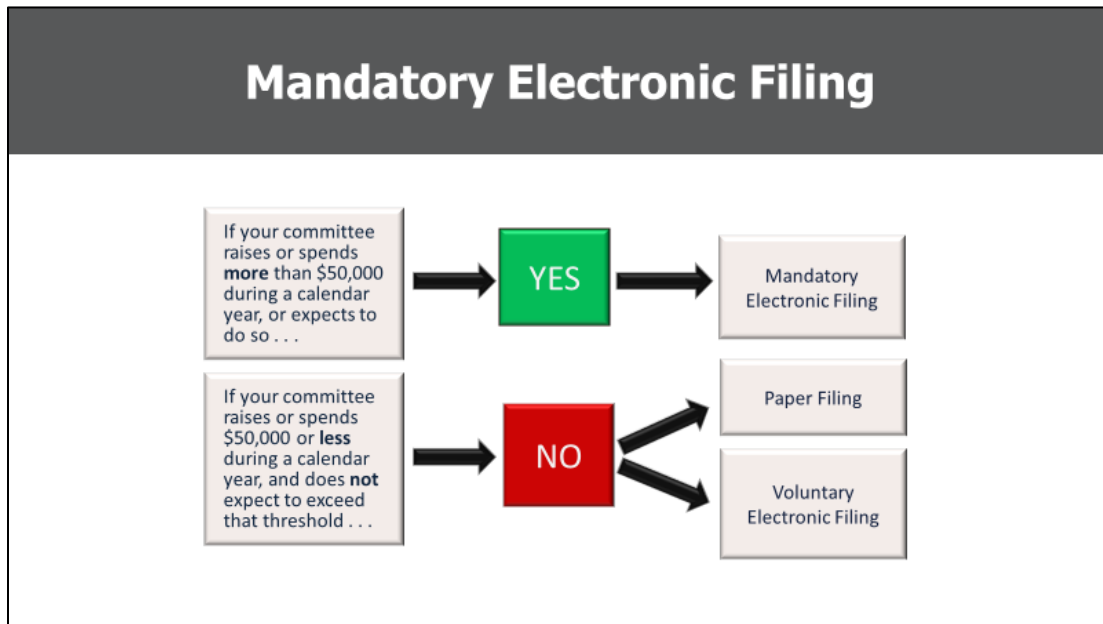 Mandatory Electronic Filing
If your committee
raises or spends
more than $50,000
during a calendar
year, or expects to
do so . . .
YES
Mandatory
Electronic Filing
If your committee
raises or spends
$50,000 or less
during a calendar
year, and does not
expect to exceed
that threshold . . .
NO
Paper Filing
Voluntary
Electronic Filing